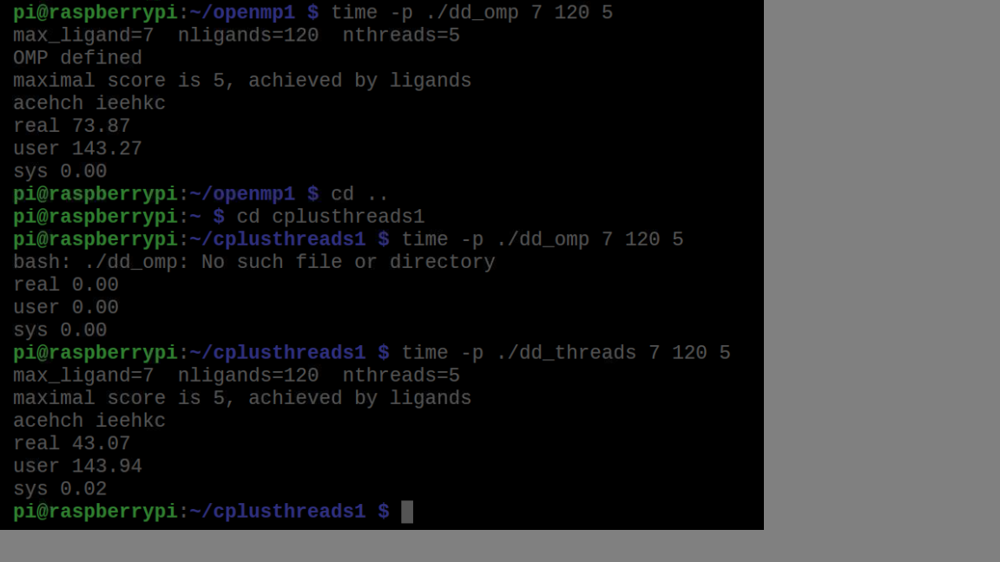 pi@raspberrypi:~/openmp1 $ time -p ./dd_omp 7 120 5
max_ligand=7  nligands=120  nthreads=5
OMP defined
maximal score is 5, achieved by ligands
acehch ieehkc
real 73.87
user 143.27
sys 0.00
pi@raspberrypi:~/openmp1 $ cd ..
pi@raspberrypi:~ $ cd cplusthreads1
pi@raspberrypi:~/cplusthreads1 $ time -p ./dd_omp 7 120 5
bash: ./dd_omp: No such file or directory
real 0.00
user 0.00
sys 0.00
pi@raspberrypi:~/cplusthreads1 $ time -p ./dd_threads 7 120 5
max_ligand=7  nligands=120  nthreads=5
maximal score is 5, achieved by ligands
acehch ieehkc
real 43.07
user 143.94
sys 0.02
pi@raspberrypi:~/cplusthreads1 $